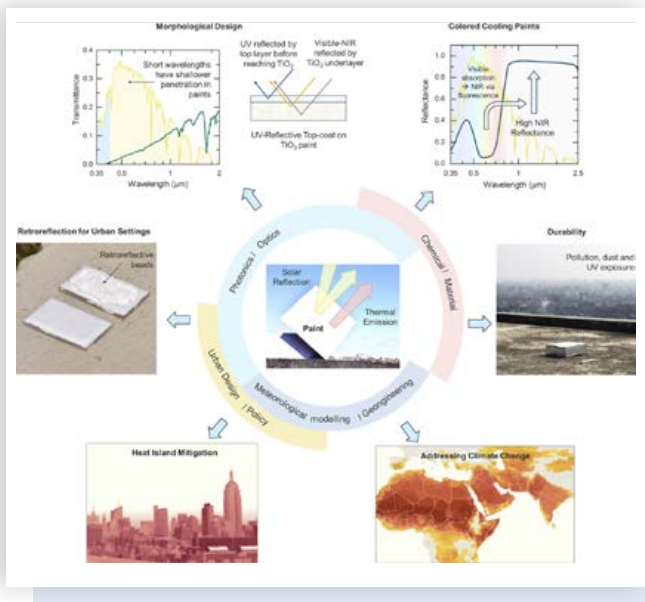 Morphological Design
0.4
0.3
0.2
0.1
0.0
Transmittance
Short wavelengths
have shallower
penetration in
paints
0.35
0.5
1
2
Wavelength (μm)
UV reflected by
top layer before
reaching TiO2
Visible-NIR
reflected by
TiO2 underlayer
UV-Reflective Top-coat on
TiO2 paint
Colored Cooling Paints
1.0
0.8
0.6
0.4
0.2
0.0
Reflectance
Visible
absorption
→ NIR via
fluorescence
High NIR
Reflectance
0.35
0.5
1
2.5
Wavelength (μm)
Retroreflection for Urban Settings
Retroreflective
beads
Photonics / Optics
Chemical / Material
Meteorological modelling / Geongineering
Urban Design / Policy
Solar
Reflection
Paint
Thermal
Emission
Durability
Pollution, dust and
UV exposure
Heat Island Mitigation
Addressing Climate Change